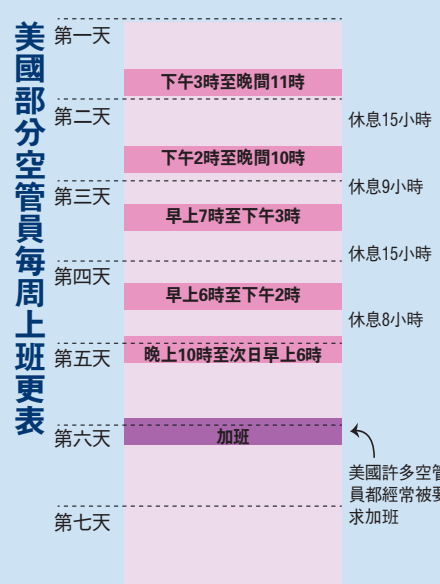 美國部分空管員每周上班更表
第一天
下午3時至晚間11時
第二天
休息15小時
下午2時至晚間10時
休息9小時
第三天
早上7時至下午3時
休息15小時
第四天
早上6時至下午2時
休息8小時
第五天
晚上10時至次日早上6時
第六天
加班
美國許多空管
員都經常被要
求加班
第七天